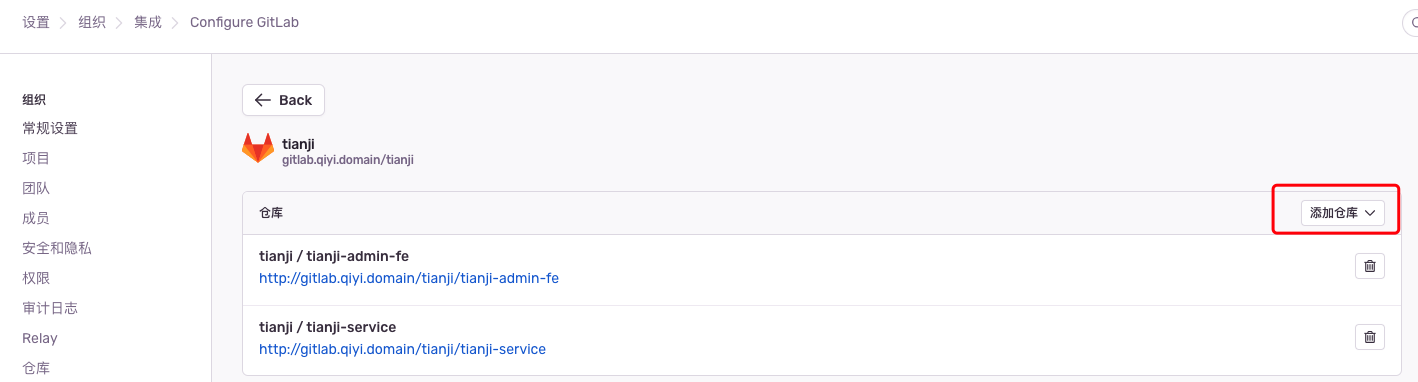 设置 组织 集成 Configure GitLab
组织
常规设置
项目
团队
成员
安全和隐私
权限
审计日志
Relay
仓库
Back
tianji
gitlab.qiyi.domain/tianji
仓库 添加仓库
tianji / tianji-admin-fe
http://gitlab.qiyi.domain/tianji/tianji-admin-fe
tianji / tianji-service
http://gitlab.qiyi.domain/tianji/tianji-service